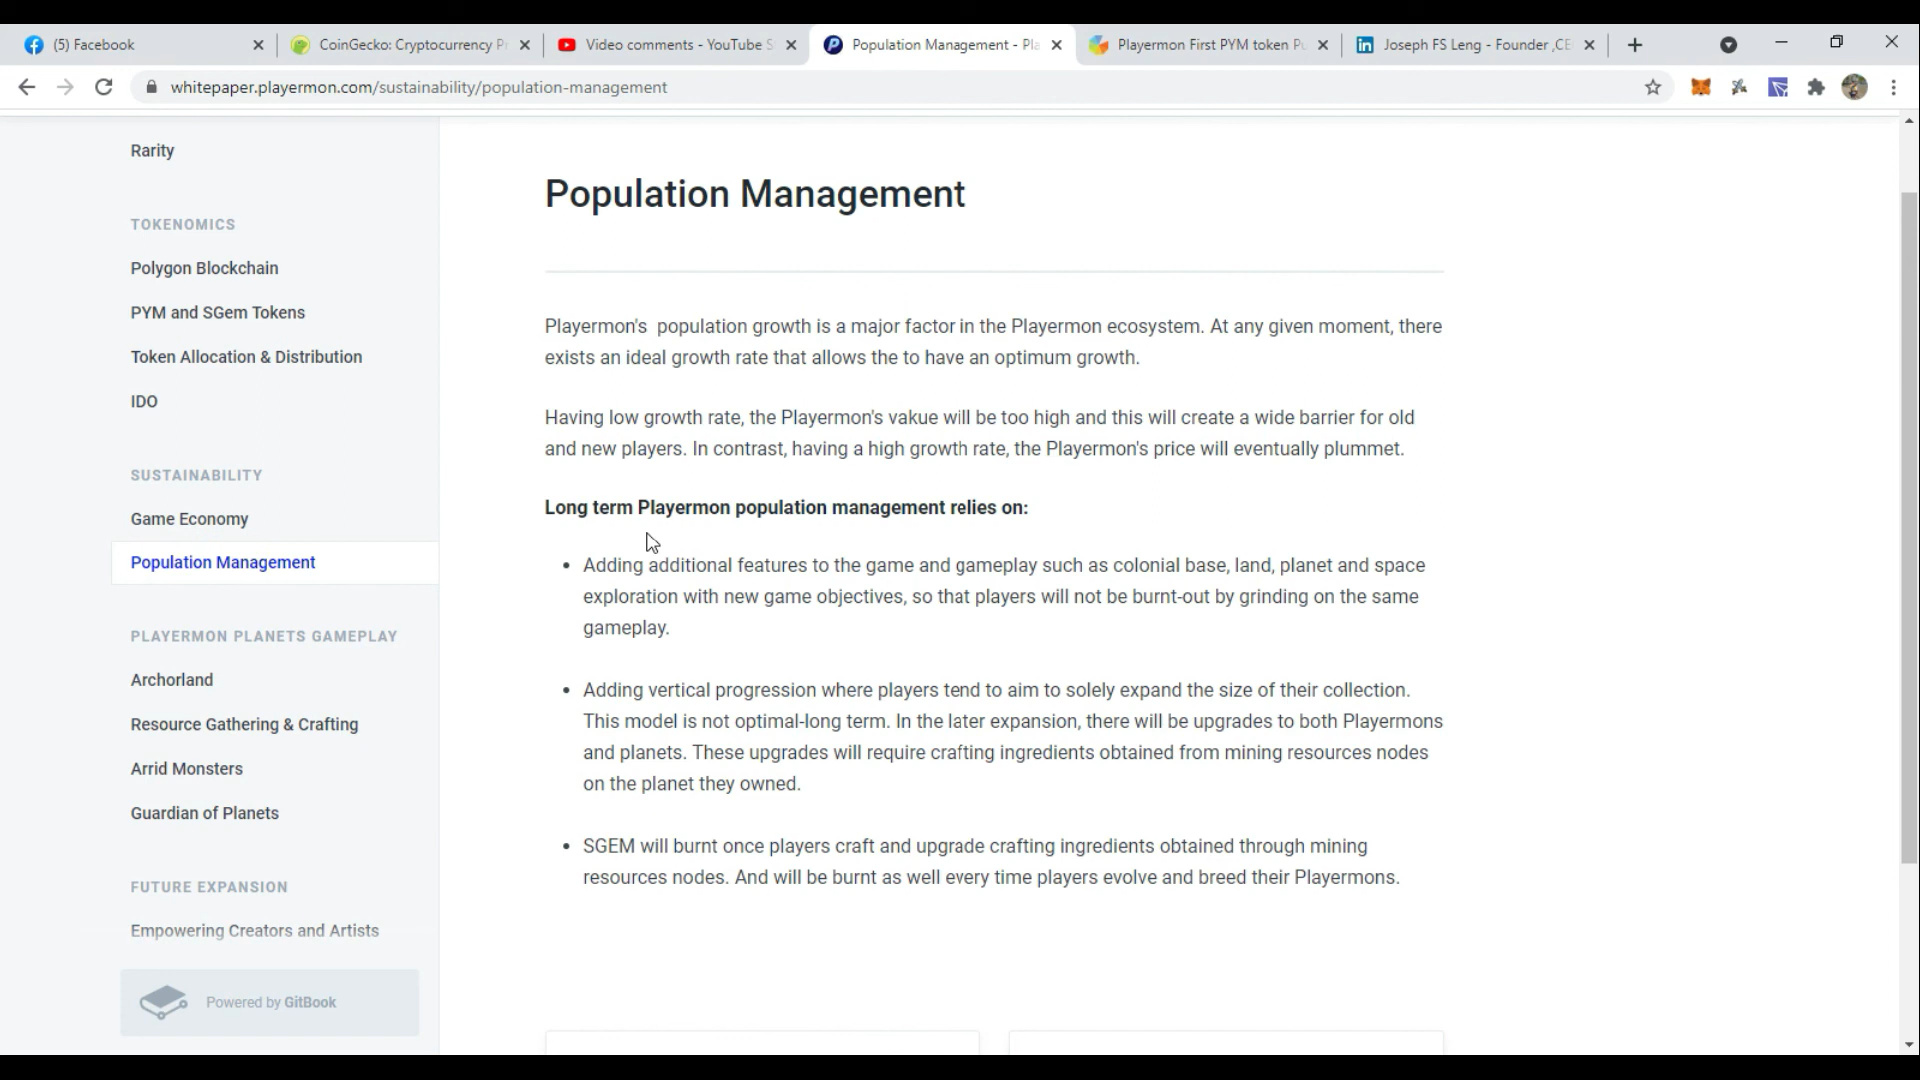 (5) Facebook
CoinGecko: Cryptocurrency P
Video comments - YouTube S
Population Management - Pla
Playermon First PYM token Pu
Joseph FS Leng - Founder ,CE
whitepaper.playermon.com/sustainability/population-management
Rarity
TOKENOMICS
Polygon Blockchain
PYM and SGem Tokens
Token Allocation & Distribution
IDO
SUSTAINABILITY
Game Economy
Population Management
PLAYERMON PLANETS GAMEPLAY
Archorland
Resource Gathering & Crafting
Arrid Monsters
Guardian of Planets
FUTURE EXPANSION
Empowering Creators and Artists
Powered by GitBook
Population Management
Playermon's population growth is a major factor in the Playermon ecosystem. At any given moment, there
exists an ideal growth rate that allows the to have an optimum growth.
Having low growth rate, the Playermon's vakue will be too high and this will create a wide barrier for old
and new players. In contrast, having a high growth rate, the Playermon's price will eventually plummet.
Long term Playermon population management relies on:
• Adding additional features to the game and gameplay such as colonial base, land, planet and space
exploration with new game objectives, so that players will not be burnt-out by grinding on the same
gameplay.
• Adding vertical progression where players tend to aim to solely expand the size of their collection.
This model is not optimal-long term. In the later expansion, there will be upgrades to both Playermons
and planets. These upgrades will require crafting ingredients obtained from mining resources nodes
on the planet they owned.
• SGEM will burnt once players craft and upgrade crafting ingredients obtained through mining
resources nodes. And will be burnt as well every time players evolve and breed their Playermons.